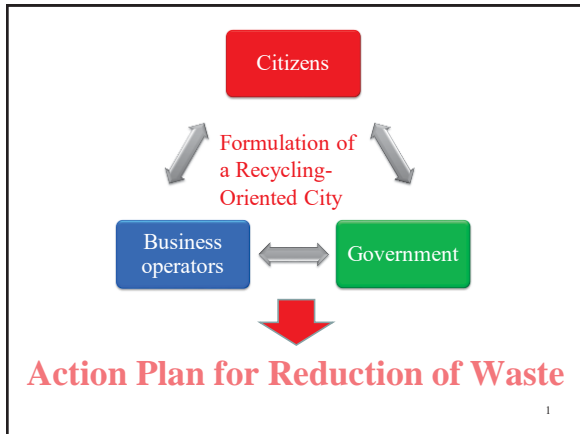 Citizens
Formulation of
a Recycling-
Oriented City
Business
operators
Government
Action Plan for Reduction of Waste
1